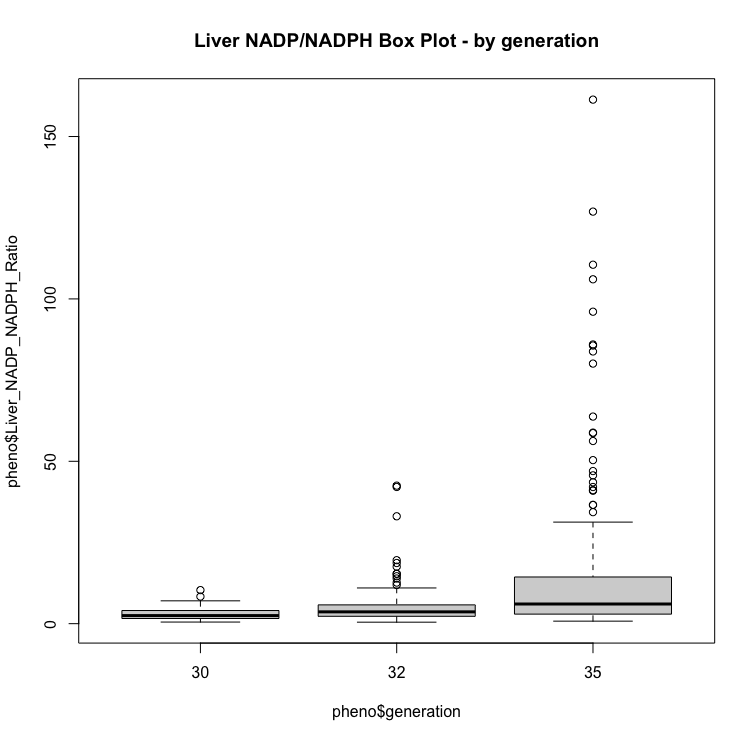 Liver NADP/NADPH Box Plot - by generation
pheno$Liver_NADP_NADPH_Ratio
150
100
50
0
30 32 35
pheno$generation